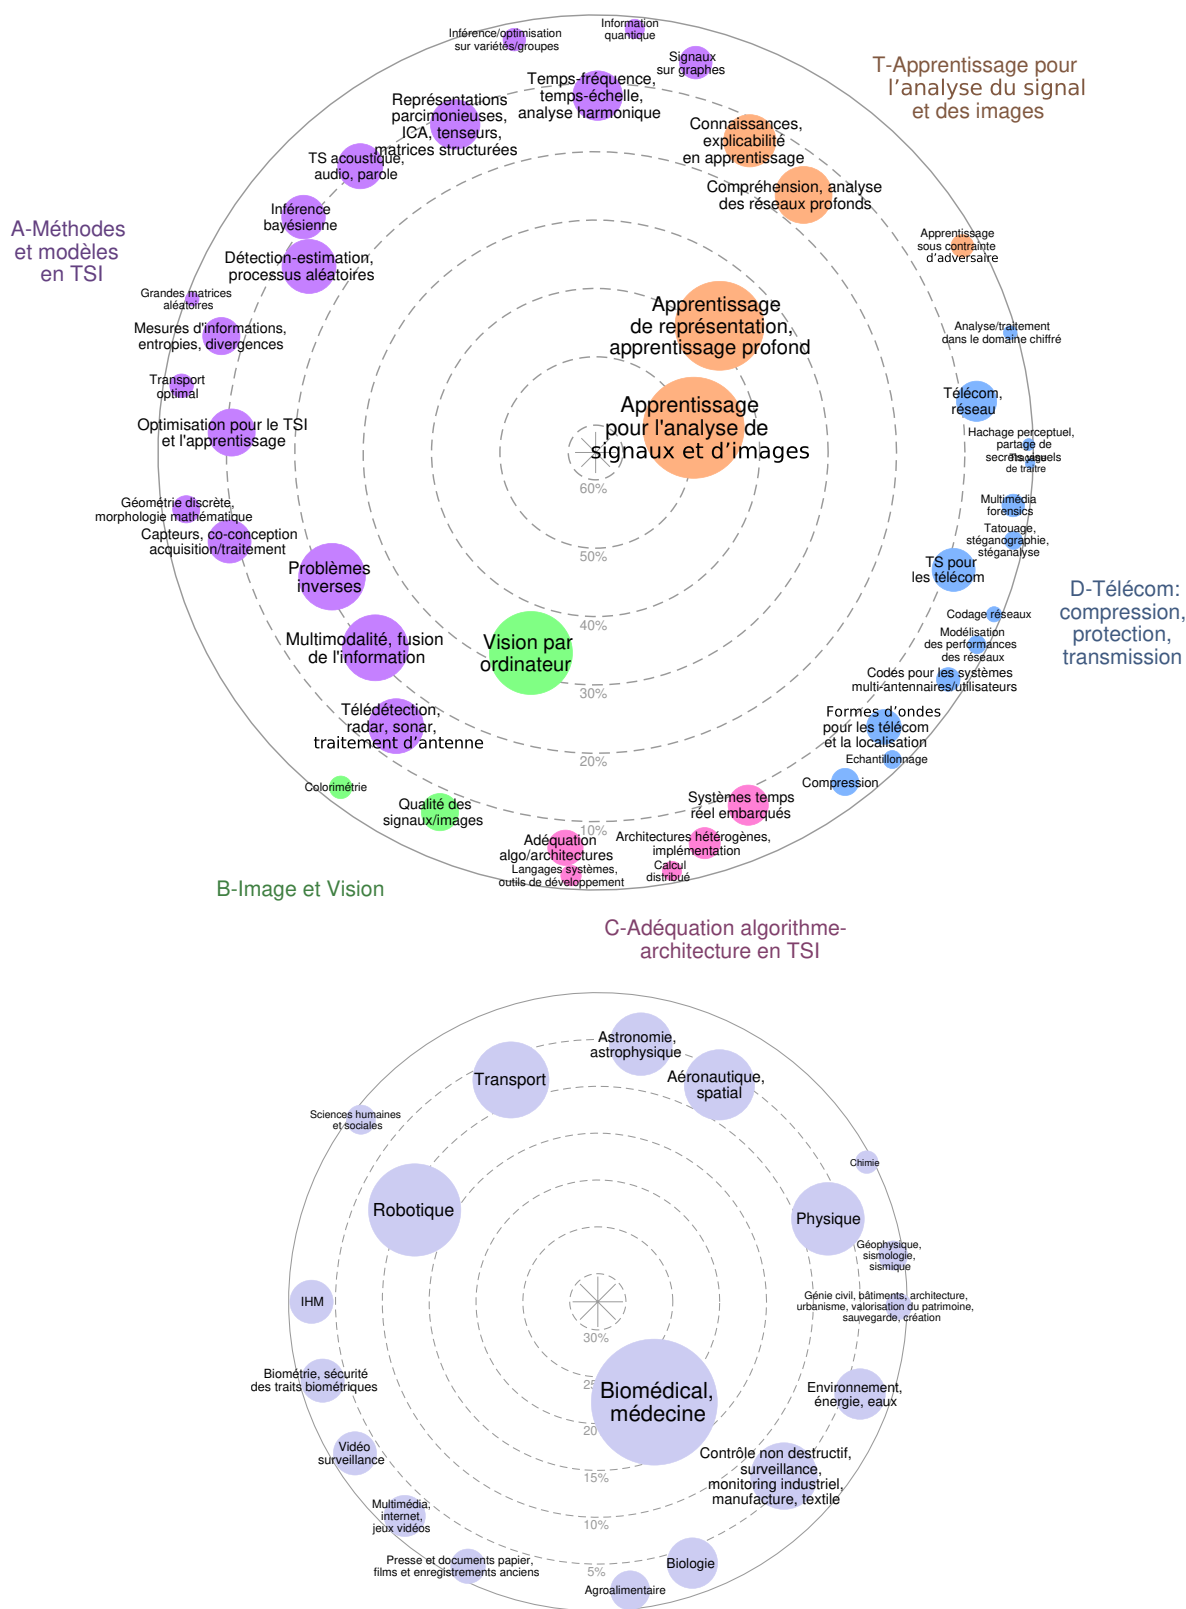 Inférence/optimisation
sur variétés/groupes
Information
quantique
Signaux
sur graphes
T-Apprentissage pour
l'analyse du signal
et des images
Temps-fréquence,
temps-échelle,
analyse harmonique
Représentations
parcimonieuses,
ICA, tenseurs,
matrices structurées
Connaissances,
explicabilité
en apprentissage
TS acoustique,
audio, parole
Compréhension, analyse
des réseaux profonds
Inférence
bayésienne
A-Méthodes
et modèles
en TSI
Apprentissage
sous contrainte
d'adversaire
Détection-estimation,
processus aléatoires
Grandes matrices
aléatoires
Apprentissage
de représentation,
apprentissage profond
Mesures d'informations,
entropies, divergences
Analyse/traitement
dans le domaine chiffré
Transport
optimal
Télécom,
réseau
Apprentissage
pour l'analyse de
signaux et d'images
Optimisation pour le TSI
et l'apprentissage
Hachage perceptuel,
partage de
secrets visuels
de traitre
60%
Géométrie discrète,
morphologie mathématique
Multimédia
forensics
Capteurs, co-conception
acquisition/traitement
Tatouage,
stéganographie,
stéganalyse
50%
Problèmes
inverses
TS pour
les télécom
D-Télécom:
compression,
protection,
transmission
Codage réseaux
40%
Multimodalité, fusion
de l'information
Vision par
ordinateur
Modélisation
des performances
des réseaux
Codes pour les systèmes
multi-antennaires/utilisateurs
30%
Télédétection,
radar, sonar,
traitement d'antenne
Formes d'ondes
pour les télécom
et la localisation
20%
Echantillonnage
Colorimétrie
Compression
Qualité des
signaux/images
Systèmes temps
réel embarqués
10%
Adéquation
algo/architectures
Architectures hétérogènes,
implémentation
Langages systèmes,
outils de développement
Calcul
distribué
B-Image et Vision
C-Adéquation algorithme-
architecture en TSI
Astronomie,
astrophysique
Transport
Aéronautique,
spatial
Sciences humaines
et sociales
Chimie
Robotique
Physique
Géophysique,
sismologie,
sismique
IHM
Génie civil, bâtiments, architecture,
urbanisme, valorisation du patrimoine,
sauvegarde, création
30%
Biométrie, sécurité
des traits biométriques
25
Biomédical,
médecine
Environnement,
énergie, eaux
20
Vidéo
surveillance
Contrôle non destructif,
surveillance,
monitoring industriel,
manufacture, textile
15%
Multimédia,
internet,
jeux vidéos
10%
Presse et documents papier,
films et enregistrements anciens
Biologie
5%
Agroalimentaire